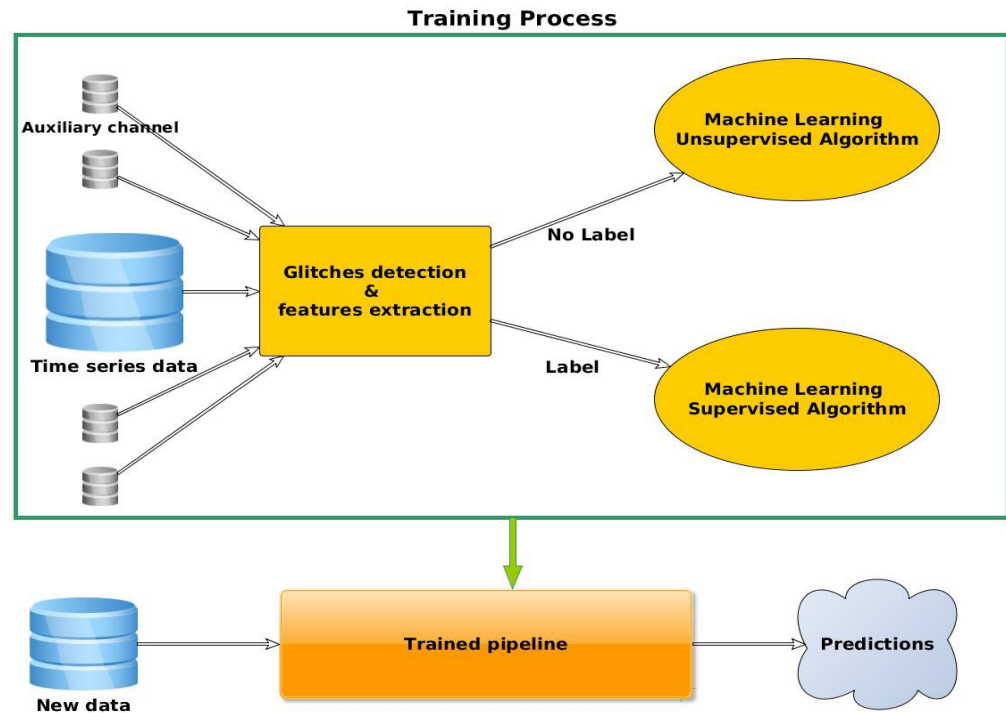 Training Process
Auxiliary channel
Machine Learning
Unsupervised Algorithm
No Label
Glitches detection
&
features extraction
Time series data
Label
Machine Learning
Supervised Algorithm
Trained pipeline
Predictions
New data